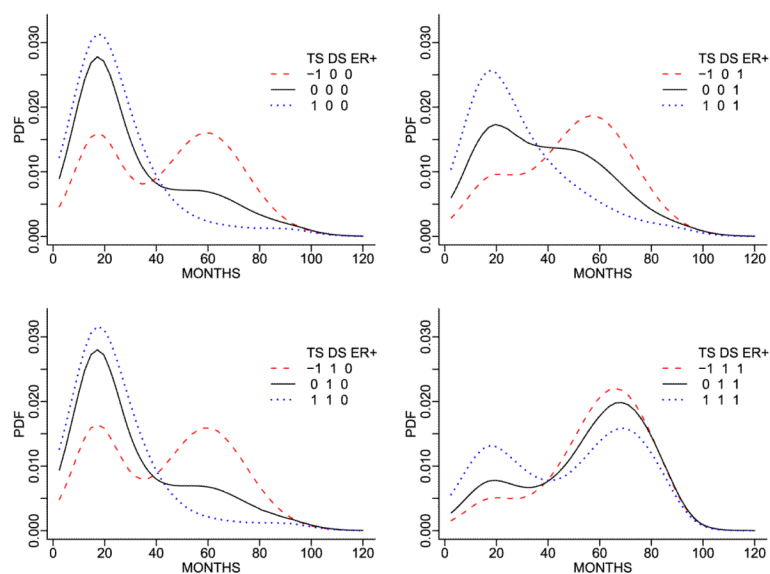 PDF
0.000 0.010 0.020 0.030
TS DS ER+
−1 0 0
0 0 0
1 0 0
0 20 40 60 80 100 120
MONTHS
PDF
0.000 0.010 0.020 0.030
TS DS ER+
−1 0 1
0 0 1
1 0 1
0 20 40 60 80 100 120
MONTHS
PDF
0.000 0.010 0.020 0.030
TS DS ER+
−1 1 0
0 1 0
1 1 0
0 20 40 60 80 100 120
MONTHS
PDF
0.000 0.010 0.020 0.030
TS DS ER+
−1 1 1
0 1 1
1 1 1
0 20 40 60 80 100 120
MONTHS